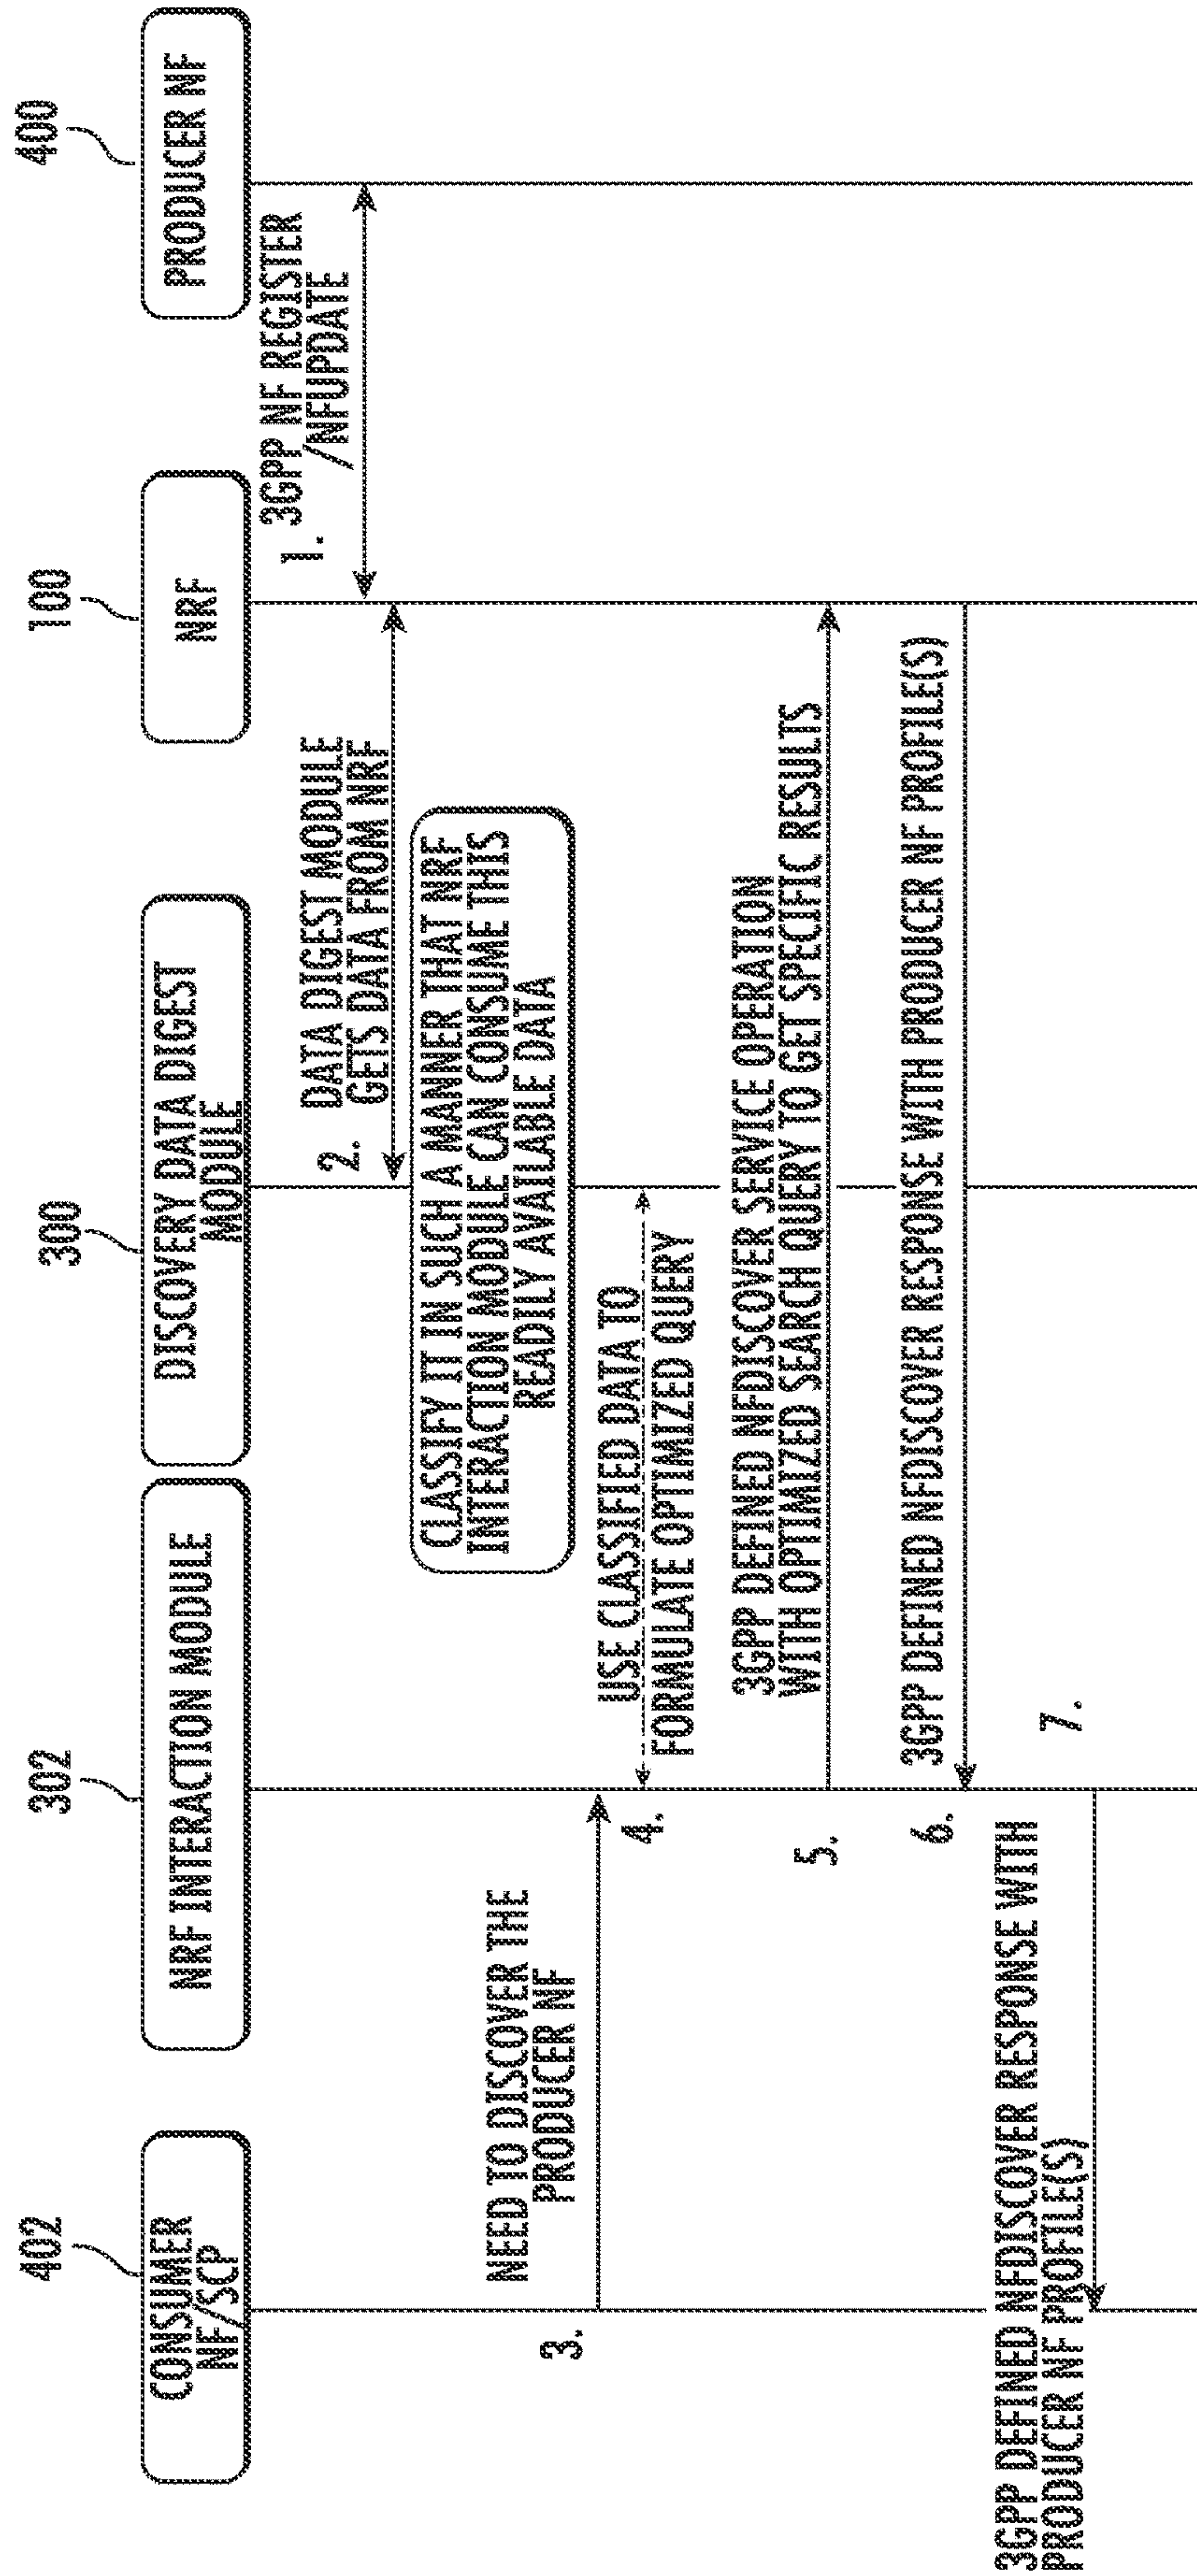 402
CONSUMER
NF/SCP
302
NRF INTERACTION MODULE
300
DISCOVERY DATA DIGEST
MODULE
100
NRF
400
PRODUCER NF
1.
3GPP NF REGISTER
/NFUPDATE
2.
DATA DIGEST MODULE
GETS DATA FROM NRF
CLASSIFY IT IN SUCH A MANNER THAT NRF
INTERACTION MODULE CAN CONSUME THIS
READILY AVAILABLE DATA
3.
NEED TO DISCOVER THE
PRODUCER NF
4.
USE CLASSIFIED DATA TO
FORMULATE OPTIMIZED QUERY
5.
3GPP DEFINED NFDISCOVER SERVICE OPERATION
WITH OPTIMIZED SEARCH QUERY TO GET SPECIFIC RESULTS
6.
3GPP DEFINED NFDISCOVER RESPONSE WITH PRODUCER NF PROFILE(S)
7.
3GPP DEFINED NFDISCOVER RESPONSE WITH
PRODUCER NF PROFILE(S)